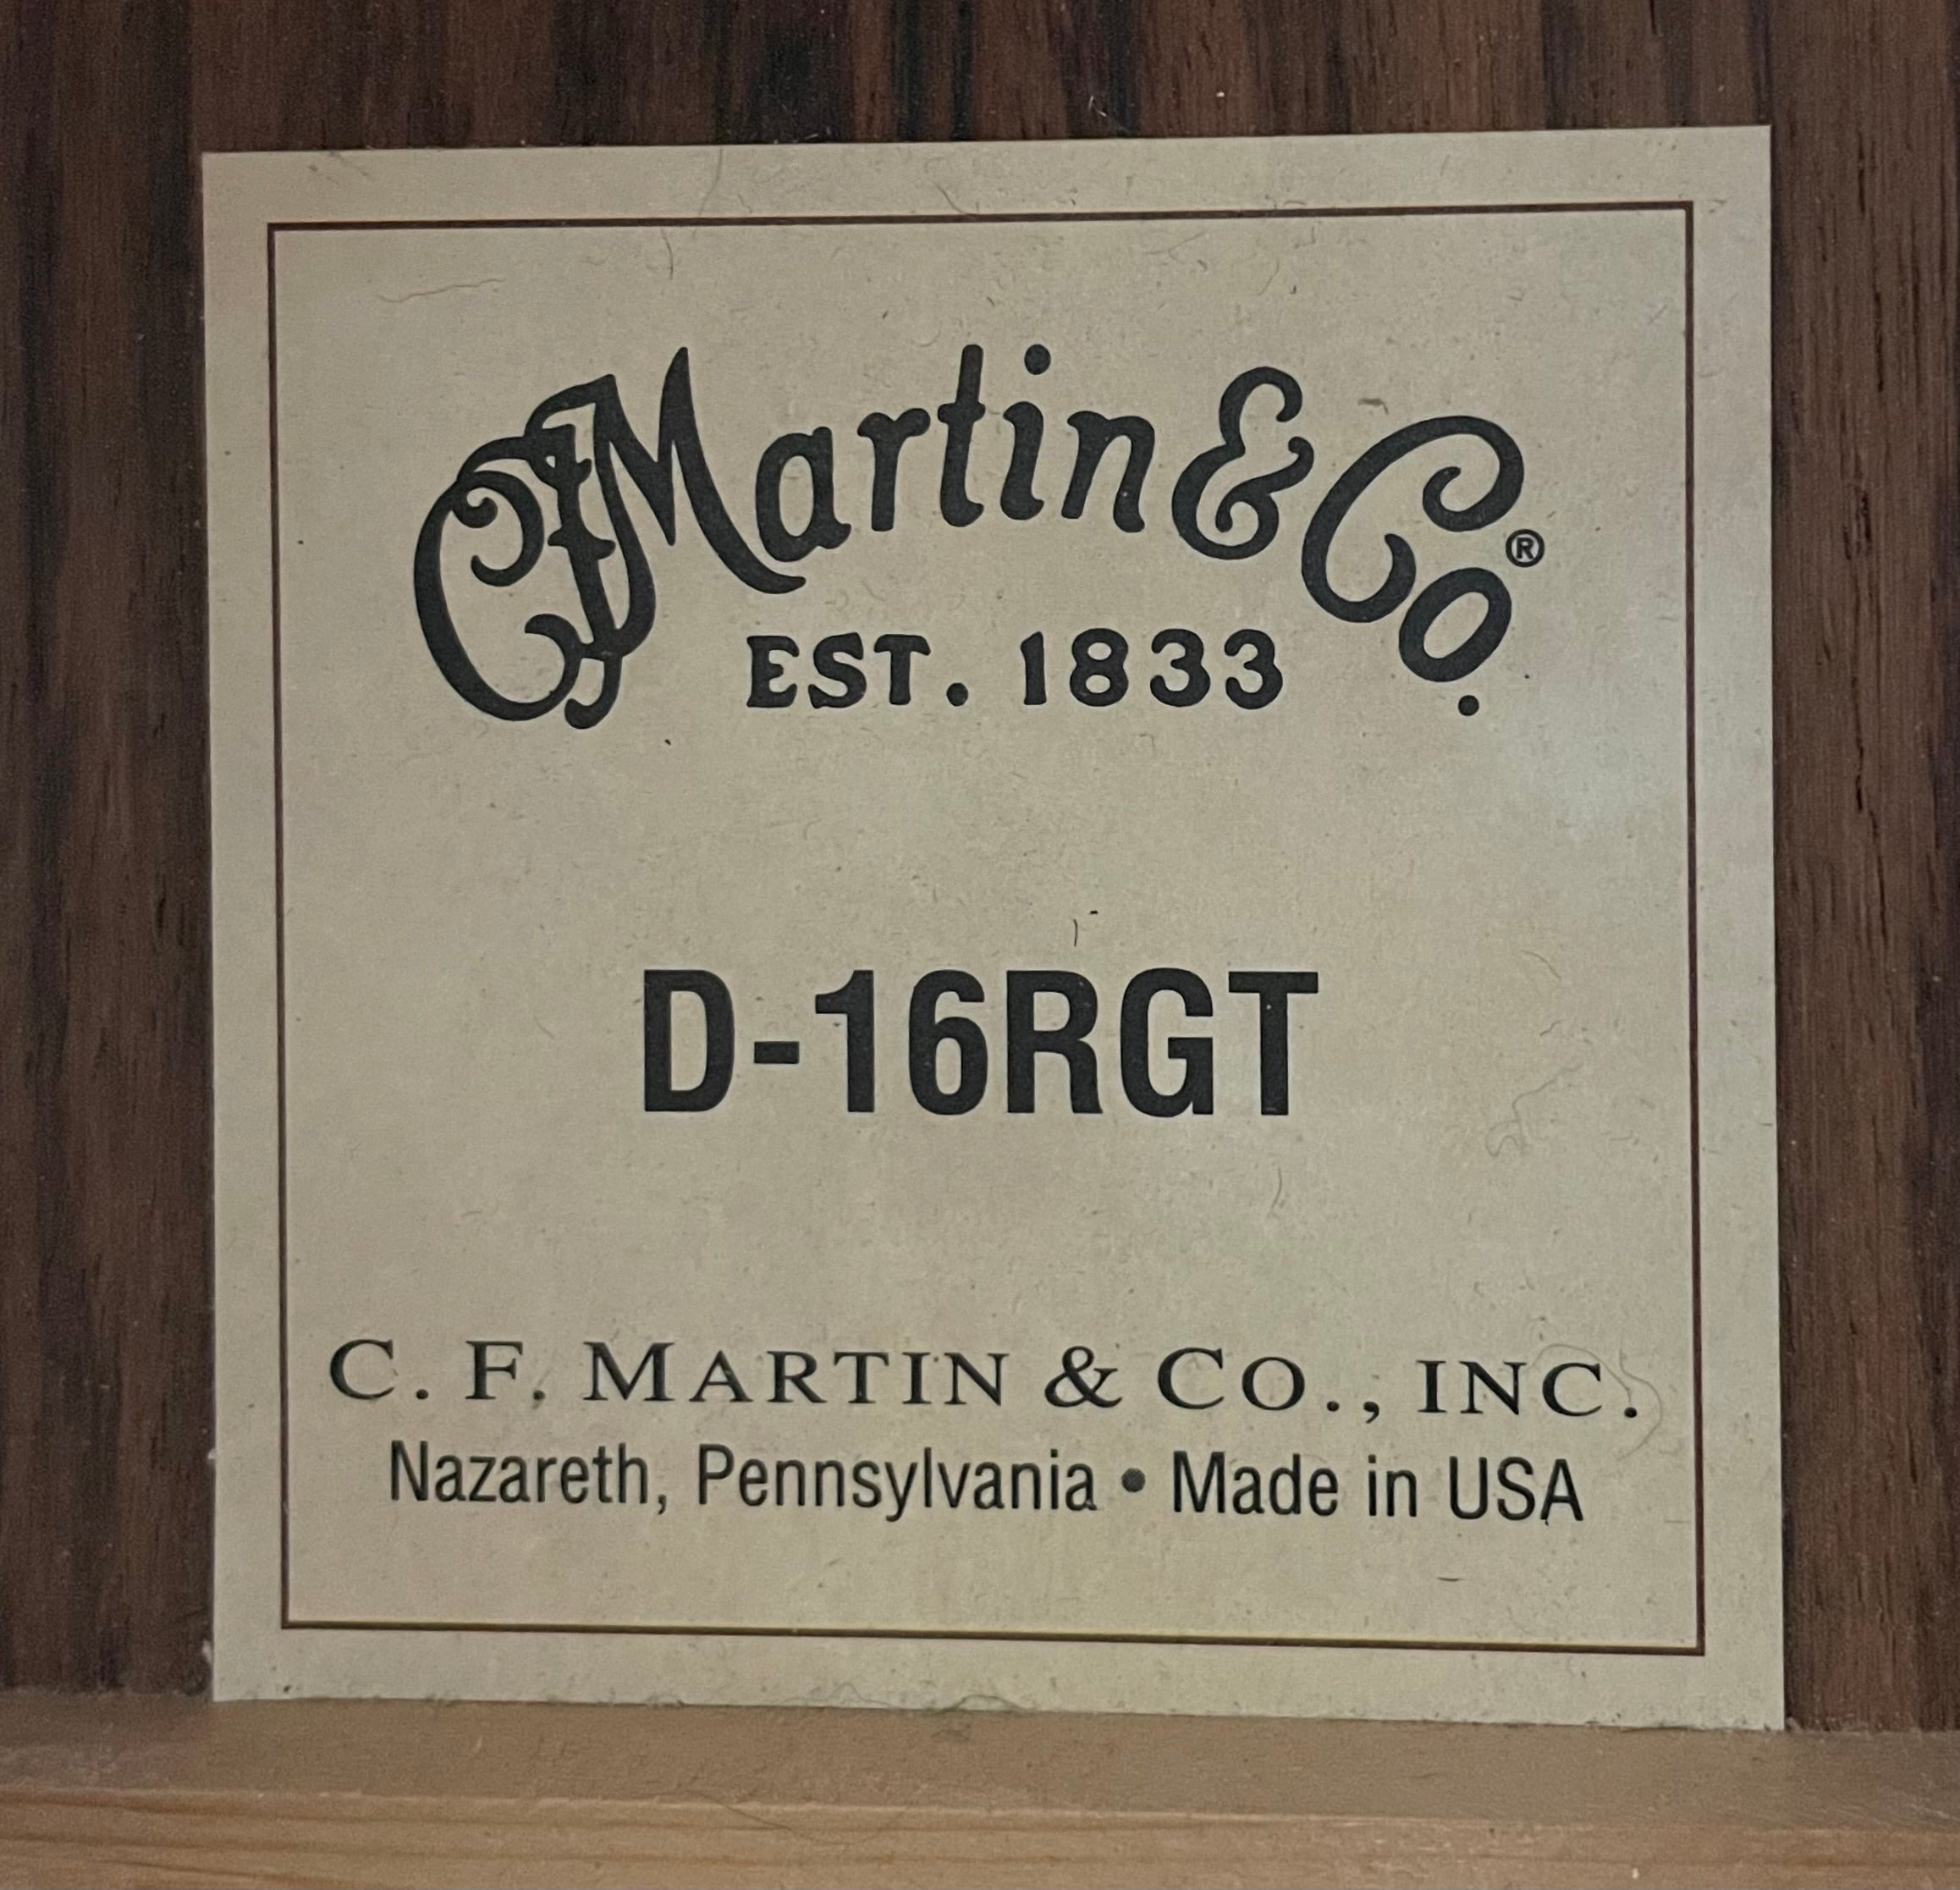 CFMartin & Co.®
EST. 1833
D-16RGT
C. F. MARTIN & CO., INC.
Nazareth, Pennsylvania • Made in USA